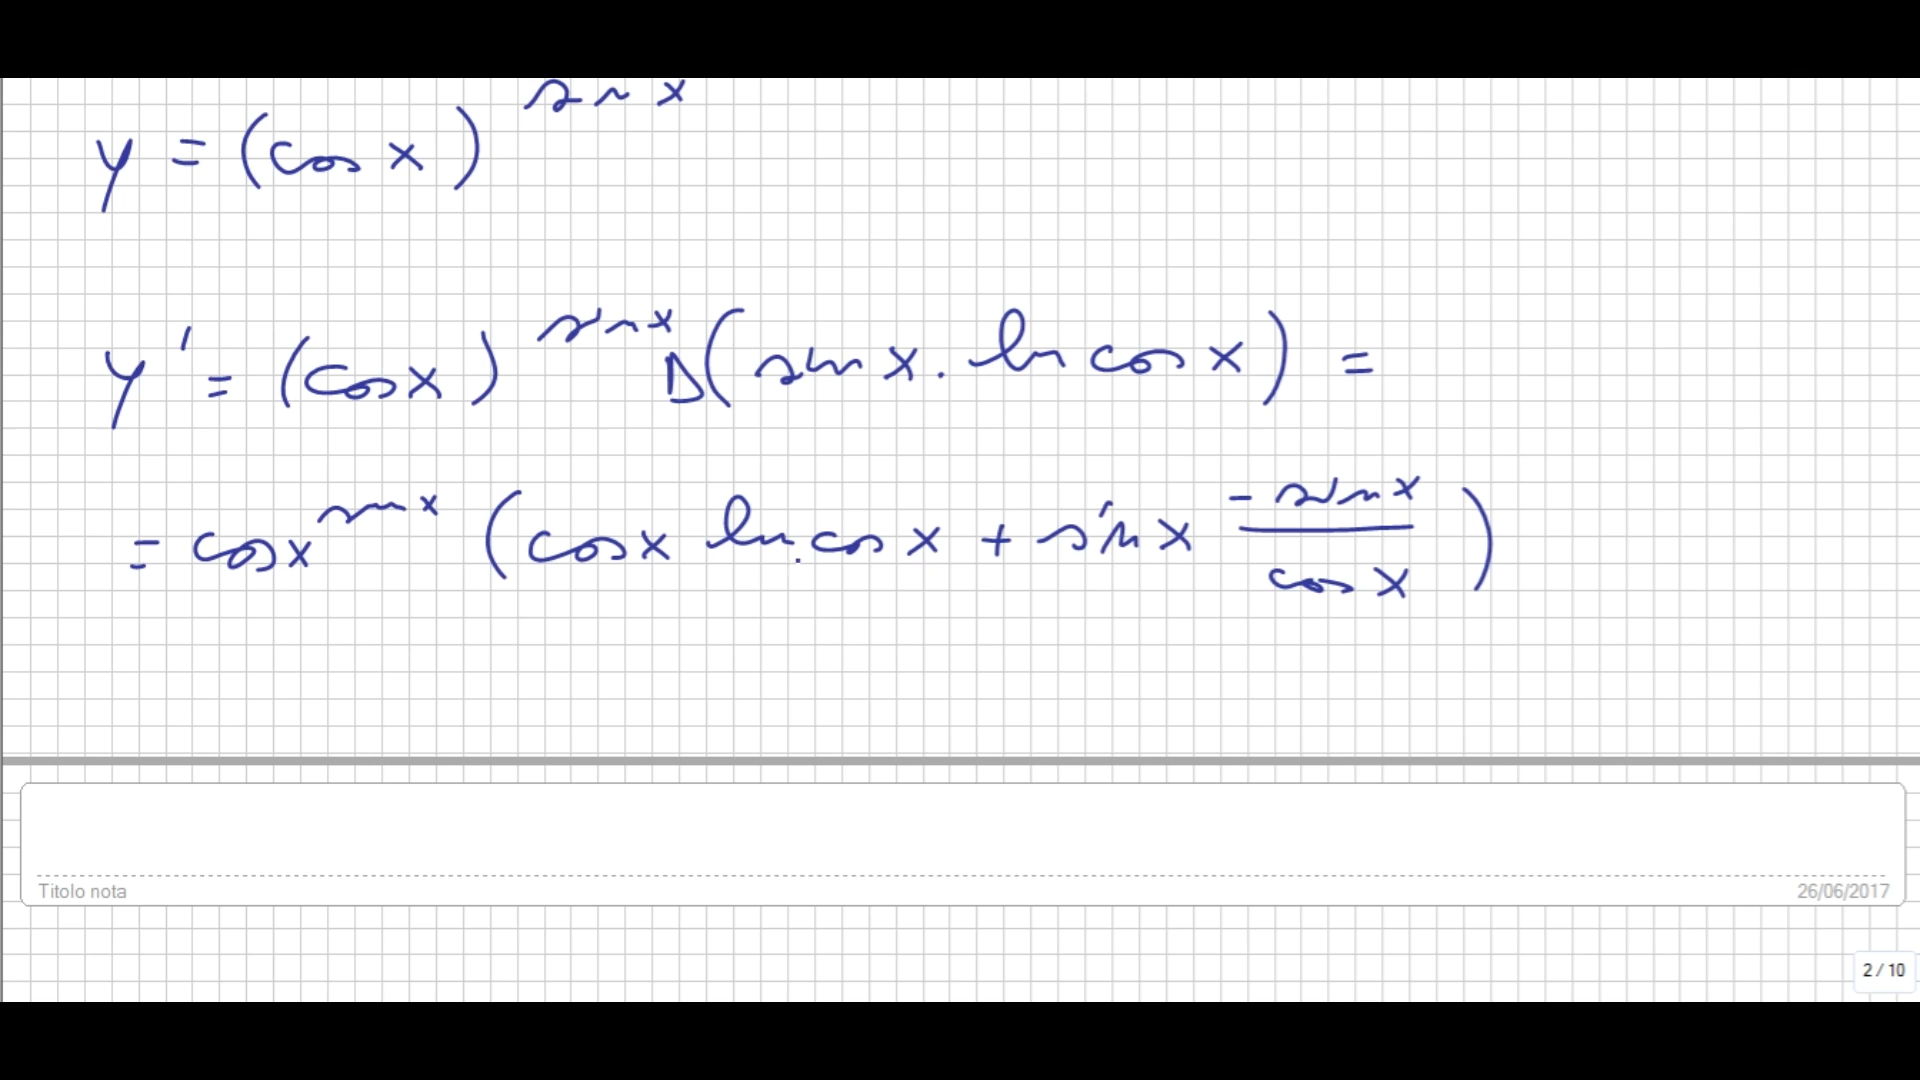 y = (cos x)^sin x
y' = (cos x)^sin x D(sin x · ln cos x) =
= cos x^sin x (cos x ln cos x + sin x (- sin x)/(cos x))
Titolo nota
26/06/2017
2 / 10